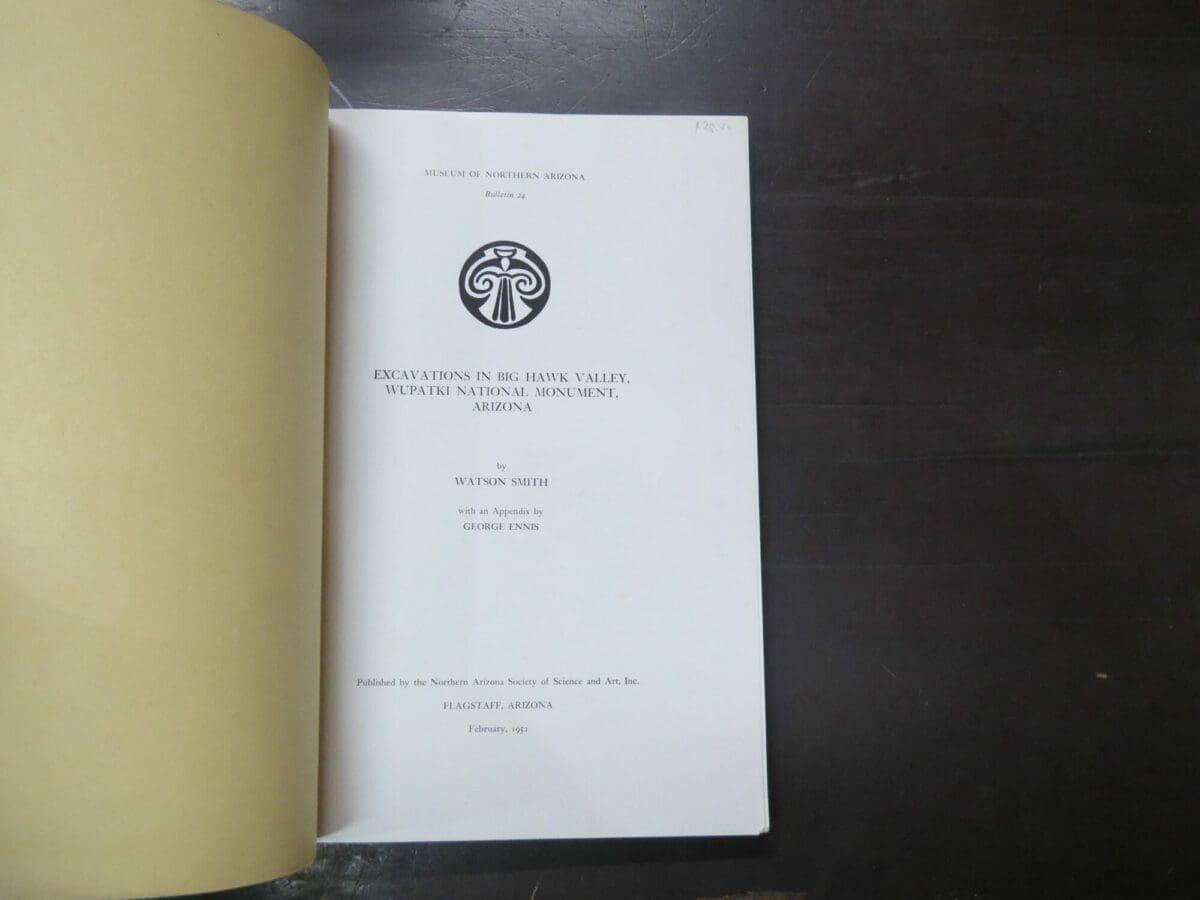 MUSEUM OF NORTHERN ARIZONA
Bulletin 24
EXCAVATIONS IN BIG HAWK VALLEY,
WUPATKI NATIONAL MONUMENT,
ARIZONA
by
WATSON SMITH
with an Appendix by
GEORGE ENNIS
Published by the Northern Arizona Society of Science and Art, Inc.
FLAGSTAFF, ARIZONA
February, 1952